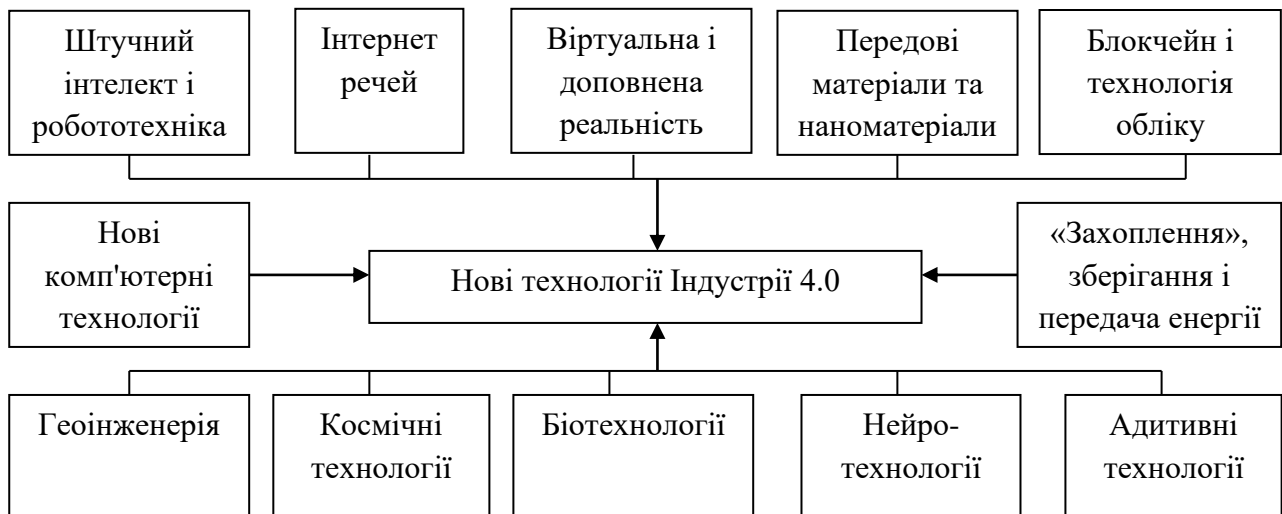 Штучний
інтелект і
робототехніка
Інтернет
речей
Віртуальна і
доповнена
реальність
Передові
матеріали та
наноматеріали
Блокчейн і
технологія
обліку
Нові
комп'ютерні
технології
Нові технології Індустрії 4.0
«Захоплення»,
зберігання і
передача енергії
Геоінженерія
Космічні
технології
Біотехнології
Нейро-
технології
Адитивні
технології